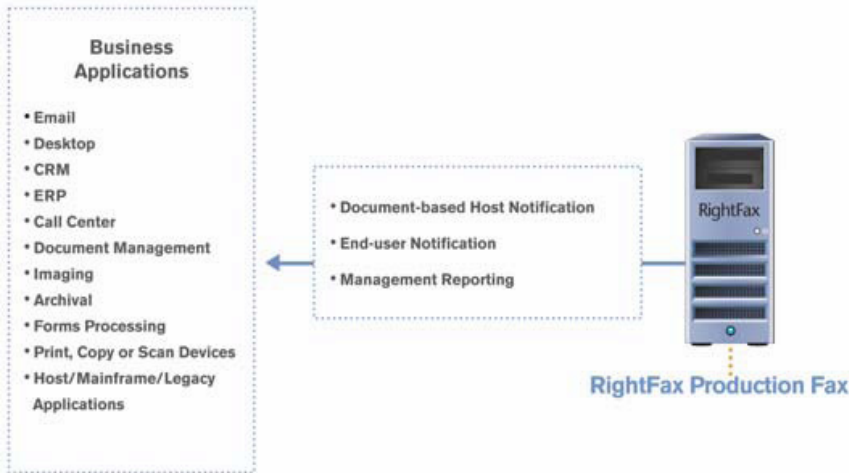 Business
Applications
• Email
• Desktop
• CRM
• ERP
• Call Center
• Document Management
• Imaging
• Archival
• Forms Processing
• Print, Copy or Scan Devices
• Host/Mainframe/Legacy
Applications
• Document-based Host Notification
• End-user Notification
• Management Reporting
RightFax
RightFax Production Fax